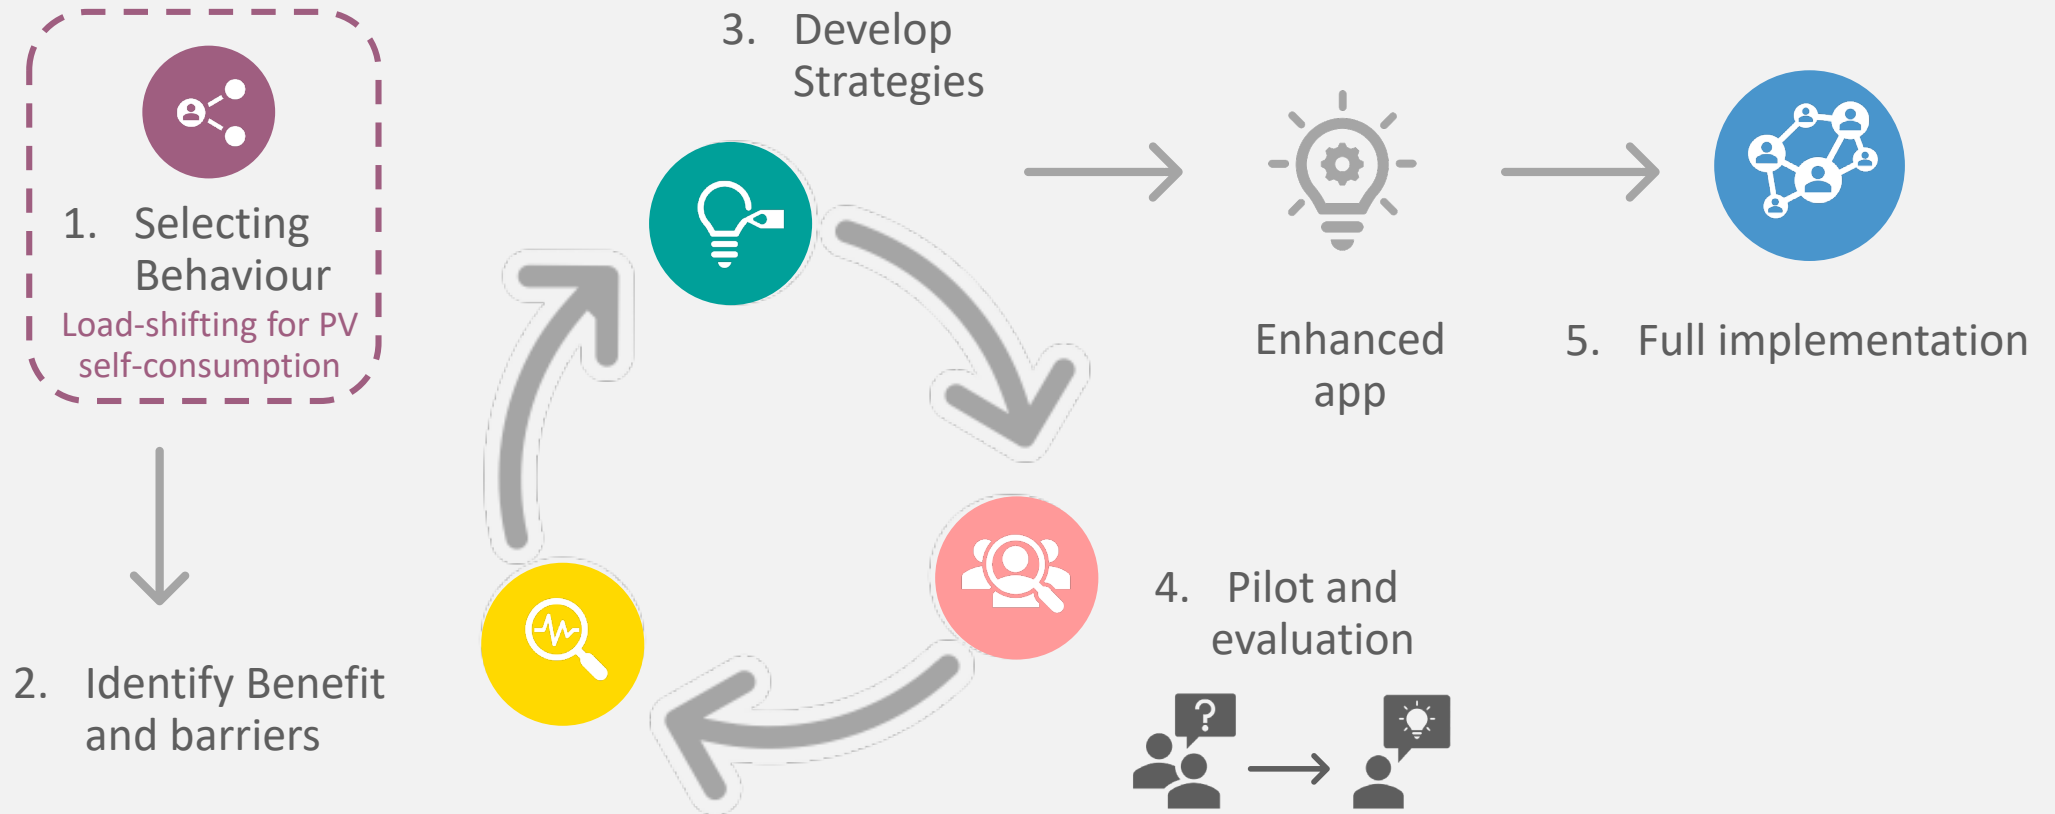 1. Selecting
Behaviour
Load-shifting for PV
self-consumption
2. Identify Benefit
and barriers
3. Develop
Strategies
4. Pilot and
evaluation
?
Enhanced
app
5. Full implementation